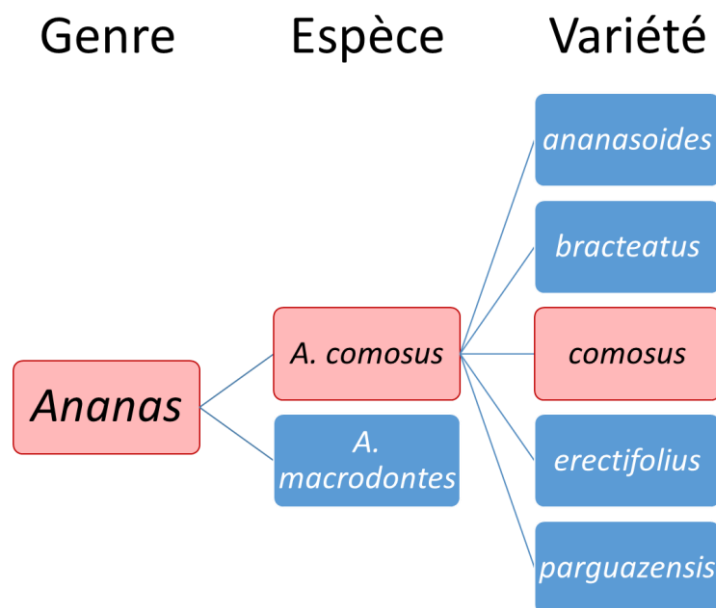 Genre Espèce Variété
ananasoides
bracteatus
A. comosus
comosus
Ananas
A.
macrodontes
erectifolius
parguazensis